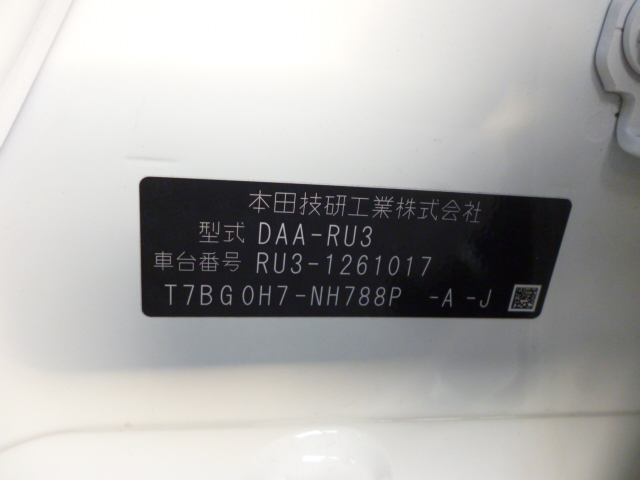 本田技研工業株式会社
型式 DAA-RU3
車台番号 RU3-1261017
T7BG0H7-NH788P -A-J